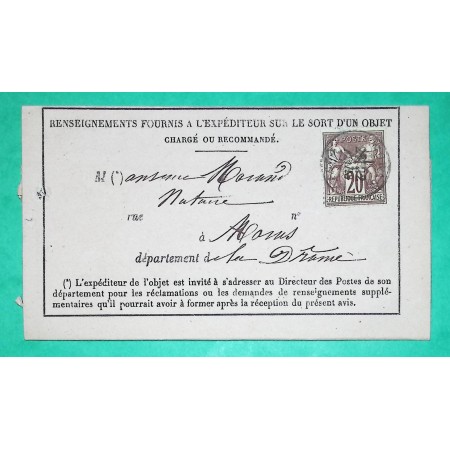 RENSEIGNEMENTS FOURNIS A L'EXPÉDITEUR SUR LE SORT D'UN OBJET
CHARGÉ OU RECOMMANDÉ.
POSTES
20
RÉPUBLIQUE FRANÇAISE
M (*) onsieur Morand
Notaire
rue n°
à Moras
département de la Drôme
(*) L'expéditeur de l'objet est invité à s'adresser au Directeur des Postes de son
département pour les réclamations ou les demandes de renseignements supplé-
mentaires qu'il pourrait avoir à former après la réception du présent avis.